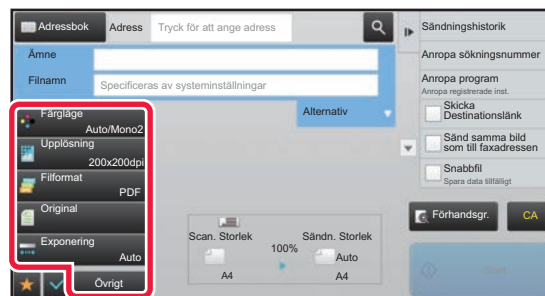 Adressbok
Adress
Tryck för att ange adress
Ämne
Filnamn
Specificeras av systeminställningar
Alternativ
Färgläge
Auto/Mono2
Upplösning
200x200dpi
Filformat
PDF
Original
Exponering
Auto
Övrigt
Scan. Storlek
A4
100%
Sändn. Storlek
Auto
A4
Sändningshistorik
Anropa sökningsnummer
Anropa program
Anropa registrerade inst.
Skicka
Destinationslänk
Sänd samma bild
som till faxadressen
Snabbfil
Spara data tillfälligt
Förhandsgr.
CA
Start